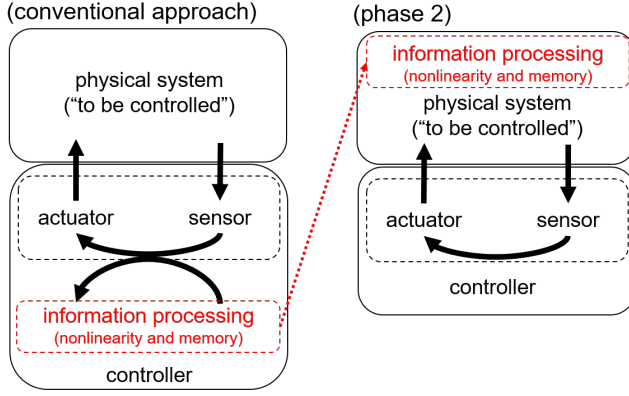 (conventional approach)
physical system
(“to be controlled”)
actuator
sensor
information processing
(nonlinearity and memory)
controller
(phase 2)
information processing
(nonlinearity and memory)
physical system
(“to be controlled”)
actuator
sensor
controller